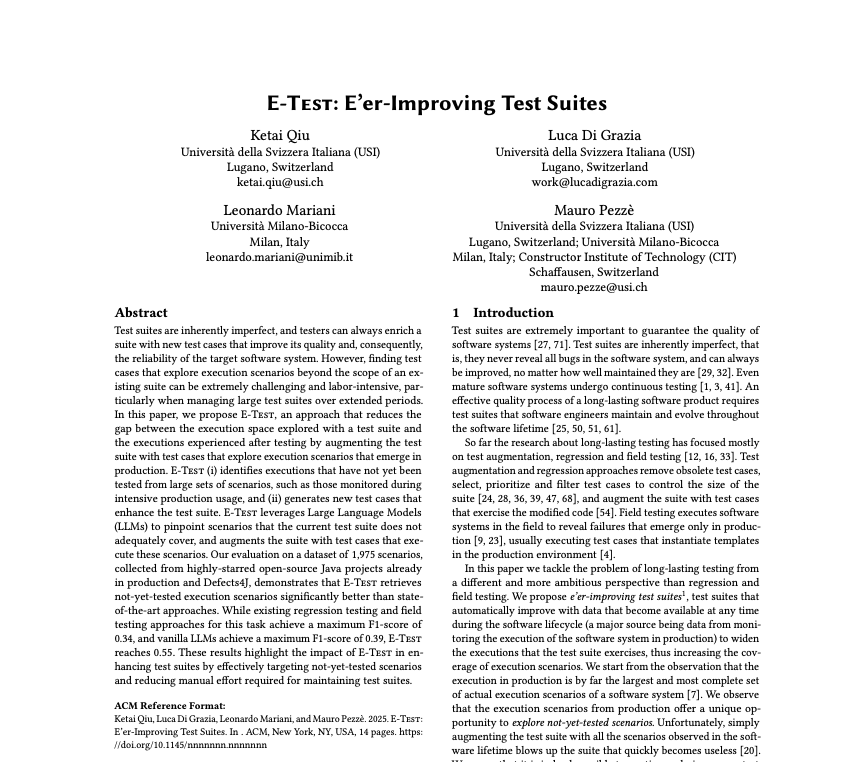 E-Test: E'er-Improving Test Suites
Ketai Qiu
Università della Svizzera Italiana (USI)
Lugano, Switzerland
ketai.qiu@usi.ch
Luca Di Grazia
Università della Svizzera Italiana (USI)
Lugano, Switzerland
work@lucadigrazia.com
Leonardo Mariani
Università Milano-Bicocca
Milan, Italy
leonardo.mariani@unimib.it
Mauro Pezzè
Università della Svizzera Italiana (USI)
Lugano, Switzerland; Università Milano-Bicocca
Milan, Italy; Constructor Institute of Technology (CIT)
Schaffausen, Switzerland
mauro.pezze@usi.ch
Abstract
Test suites are inherently imperfect, and testers can always enrich a
suite with new test cases that improve its quality and, consequently,
the reliability of the target software system. However, finding test
cases that explore execution scenarios beyond the scope of an ex-
isting suite can be extremely challenging and labor-intensive, par-
ticularly when managing large test suites over extended periods.
In this paper, we propose E-Test, an approach that reduces the
gap between the execution space explored with a test suite and
the executions experienced after testing by augmenting the test
suite with test cases that explore execution scenarios that emerge in
production. E-Test (i) identifies executions that have not yet been
tested from large sets of scenarios, such as those monitored during
intensive production usage, and (ii) generates new test cases that
enhance the test suite. E-Test leverages Large Language Models
(LLMs) to pinpoint scenarios that the current test suite does not
adequately cover, and augments the suite with test cases that exe-
cute these scenarios. Our evaluation on a dataset of 1,975 scenarios,
collected from highly-starred open-source Java projects already
in production and Defects4J, demonstrates that E-Test retrieves
not-yet-tested execution scenarios significantly better than state-
of-the-art approaches. While existing regression testing and field
testing approaches for this task achieve a maximum F1-score of
0.34, and vanilla LLMs achieve a maximum F1-score of 0.39, E-Test
reaches 0.55. These results highlight the impact of E-Test in en-
hancing test suites by effectively targeting not-yet-tested scenarios
and reducing manual effort required for maintaining test suites.
ACM Reference Format:
Ketai Qiu, Luca Di Grazia, Leonardo Mariani, and Mauro Pezzè. 2025. E-Test:
E'er-Improving Test Suites. In . ACM, New York, NY, USA, 14 pages. https:
//doi.org/10.1145/nnnnnnn.nnnnnnn
1 Introduction
Test suites are extremely important to guarantee the quality of
software systems [27, 71]. Test suites are inherently imperfect, that
is, they never reveal all bugs in the software system, and can always
be improved, no matter how well maintained they are [29, 32]. Even
mature software systems undergo continuous testing [1, 3, 41]. An
effective quality process of a long-lasting software product requires
test suites that software engineers maintain and evolve throughout
the software lifetime [25, 50, 51, 61].
So far the research about long-lasting testing has focused mostly
on test augmentation, regression and field testing [12, 16, 33]. Test
augmentation and regression approaches remove obsolete test cases,
select, prioritize and filter test cases to control the size of the
suite [24, 28, 36, 39, 47, 68], and augment the suite with test cases
that exercise the modified code [54]. Field testing executes software
systems in the field to reveal failures that emerge only in produc-
tion [9, 23], usually executing test cases that instantiate templates
in the production environment [4].
In this paper we tackle the problem of long-lasting testing from
a different and more ambitious perspective than regression and
field testing. We propose e'er-improving test suites¹, test suites that
automatically improve with data that become available at any time
during the software lifecycle (a major source being data from moni-
toring the execution of the software system in production) to widen
the executions that the test suite exercises, thus increasing the cov-
erage of execution scenarios. We start from the observation that the
execution in production is by far the largest and most complete set
of actual execution scenarios of a software system [7]. We observe
that the executions scenarios from production offer a unique op-
portunity to explore not-yet-tested scenarios. Unfortunately, simply
augmenting the test suite with all the scenarios observed in the soft-
ware lifetime blows up the suite that quickly becomes useless [20].